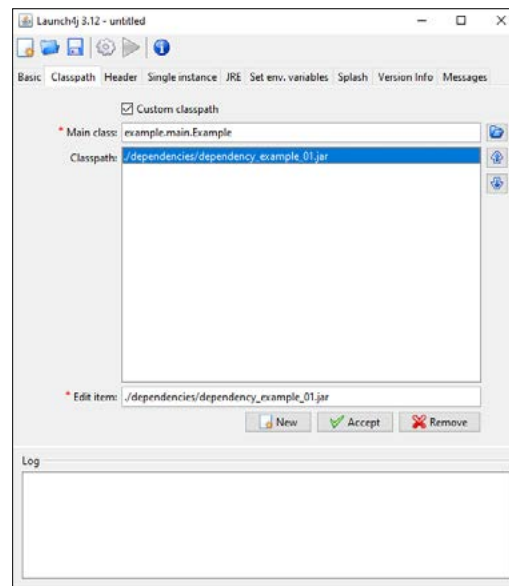 Launch4j 3.12 - untitled
Basic Classpath Header Single instance JRE Set env. variables Splash Version Info Messages
Custom classpath
* Main class: example.main.Example
Classpath: ./dependencies/dependency_example_01.jar
* Edit item: ./dependencies/dependency_example_01.jar
New Accept Remove
Log